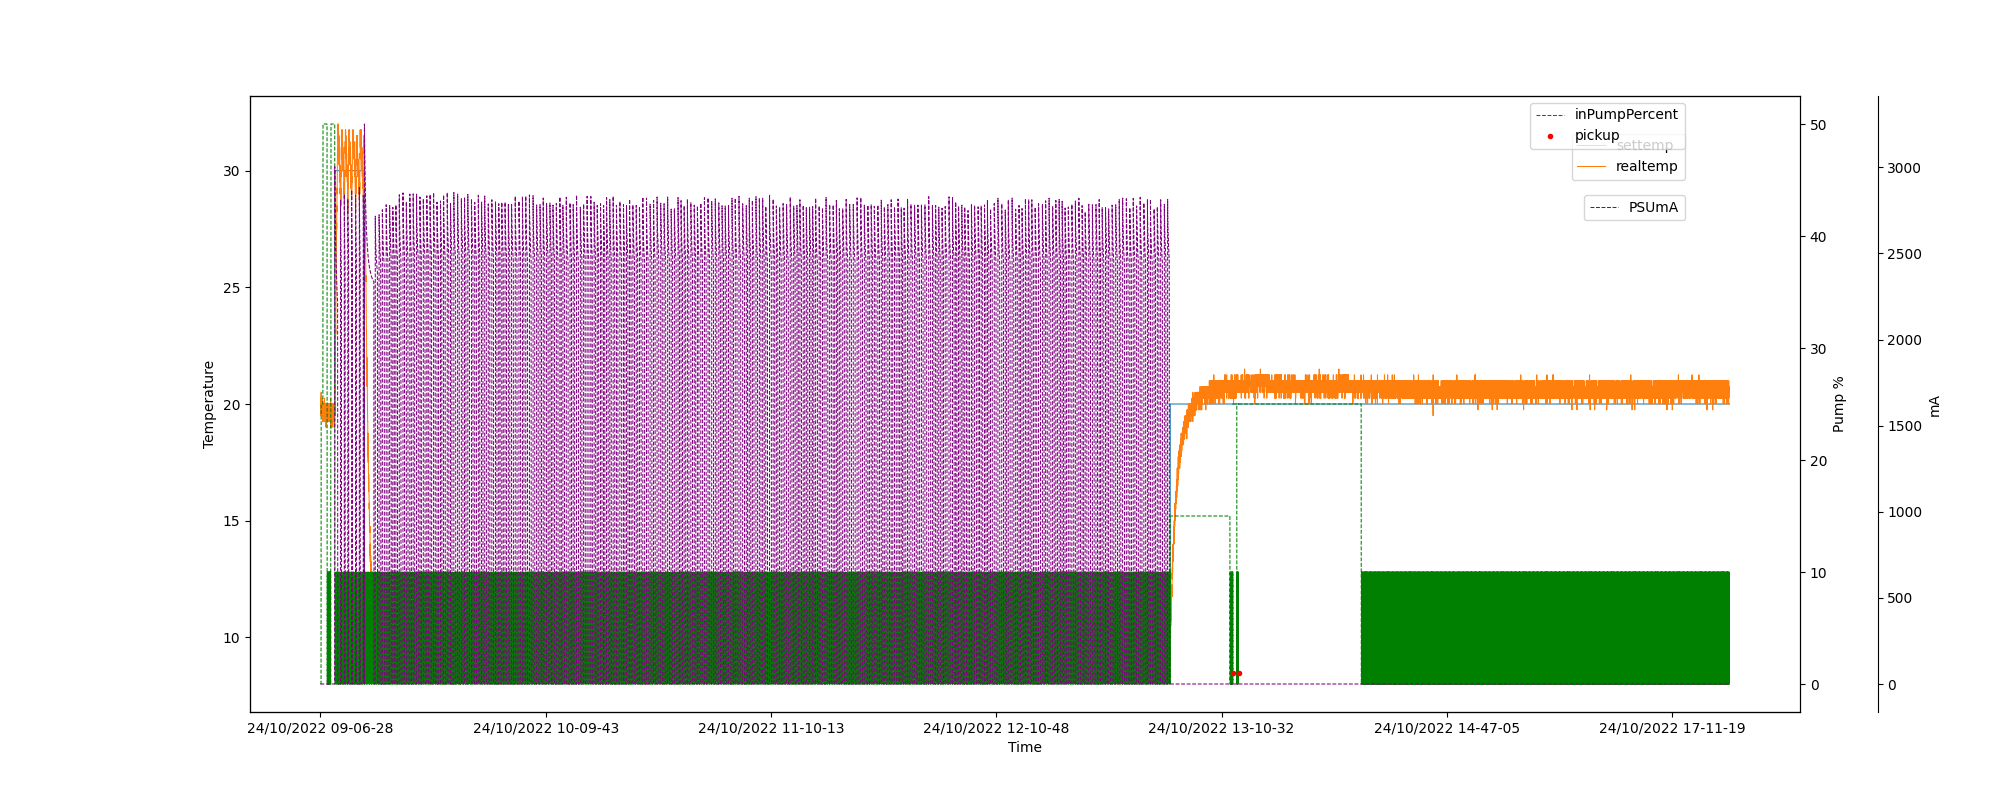 inPumpPercent
pickup
settemp
realtemp
PSUmA
30
25
20
15
10
Temperature
50
40
30
20
10
0
Pump %
3000
2500
2000
1500
1000
500
0
mA
24/10/2022 09-06-28
24/10/2022 10-09-43
24/10/2022 11-10-13
24/10/2022 12-10-48
24/10/2022 13-10-32
24/10/2022 14-47-05
24/10/2022 17-11-19
Time